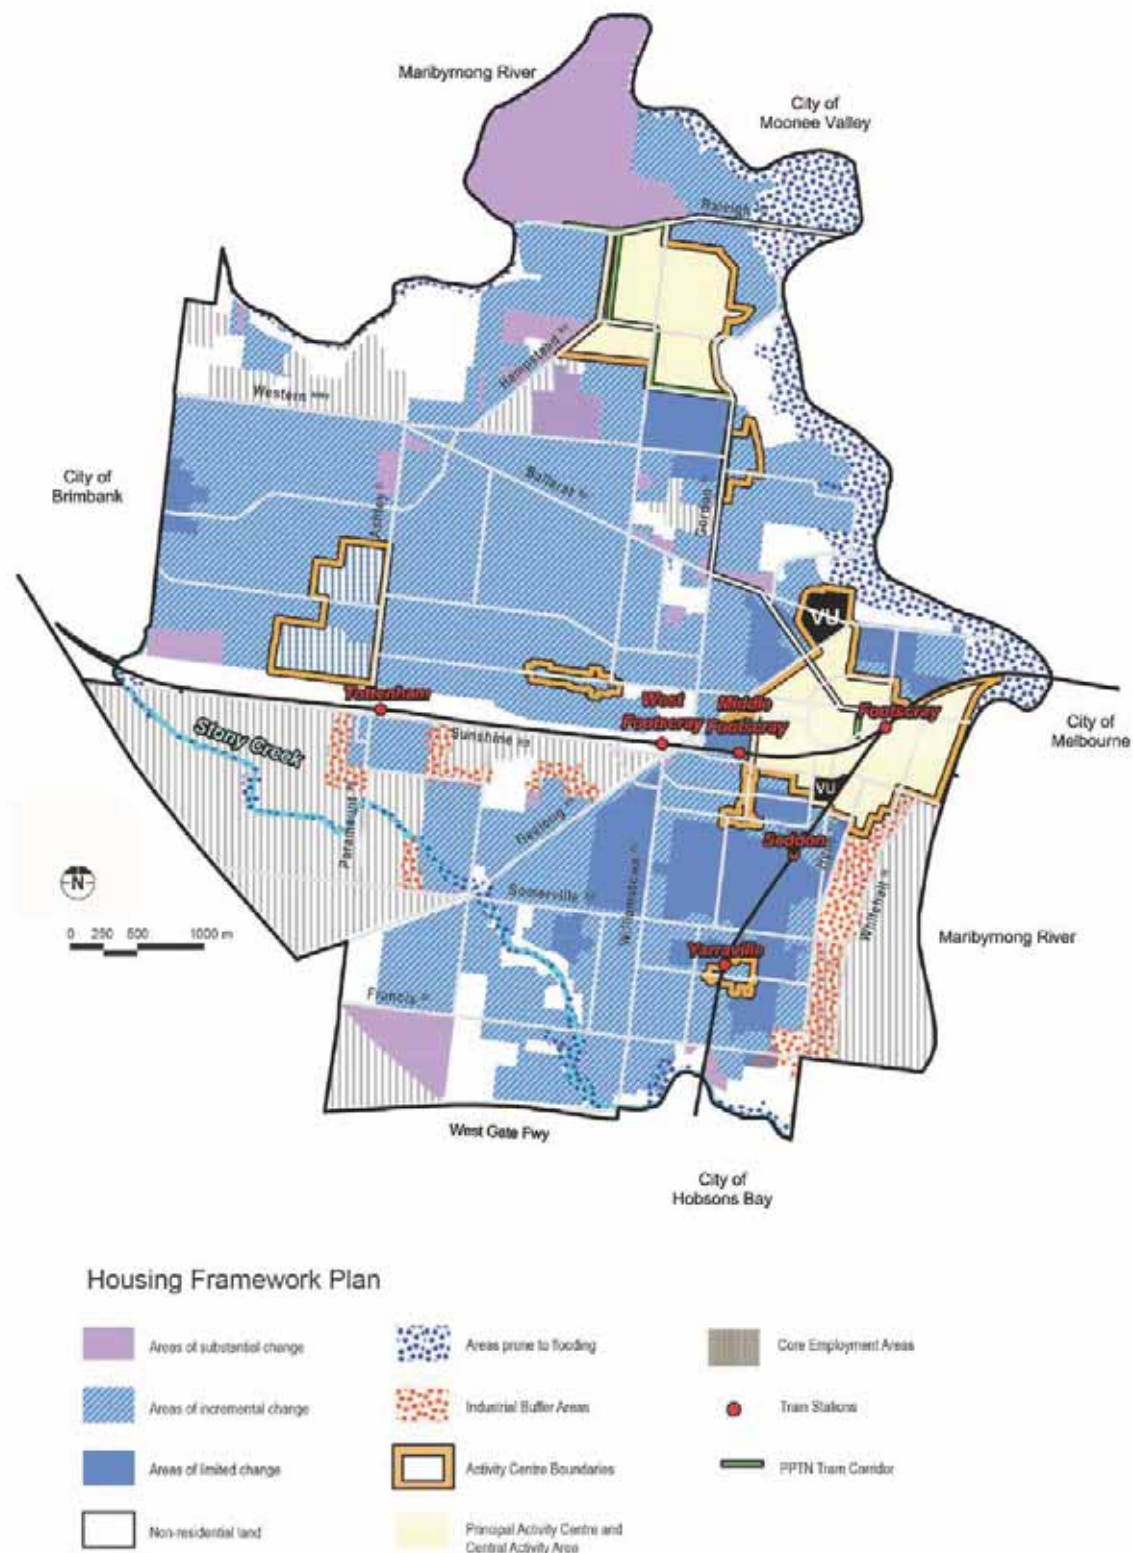 Maribyrnong River
City of
Moonee Valley
Raleigh
Hampstead
Western
City of
Brimbank
Ashley
Ballarat
Gordon
VU
Tottenham
West
Footscray
Middle
Footscray
Footscray
City of
Melbourne
Stony Creek
Sunshine
Paramount
Geelong
VU
Seddon
N
0 250 500 1000 m
Somerville
Williamstown
Whitehall
Yarraville
Maribyrnong River
Francis
West Gate Fwy
City of
Hobsons Bay
Housing Framework Plan
Areas of substantial change
Areas prone to flooding
Core Employment Areas
Areas of incremental change
Industrial Buffer Areas
Train Stations
Areas of limited change
Activity Centre Boundaries
PPTN Tram Corridor
Non-residential land
Principal Activity Centre and
Central Activity Area